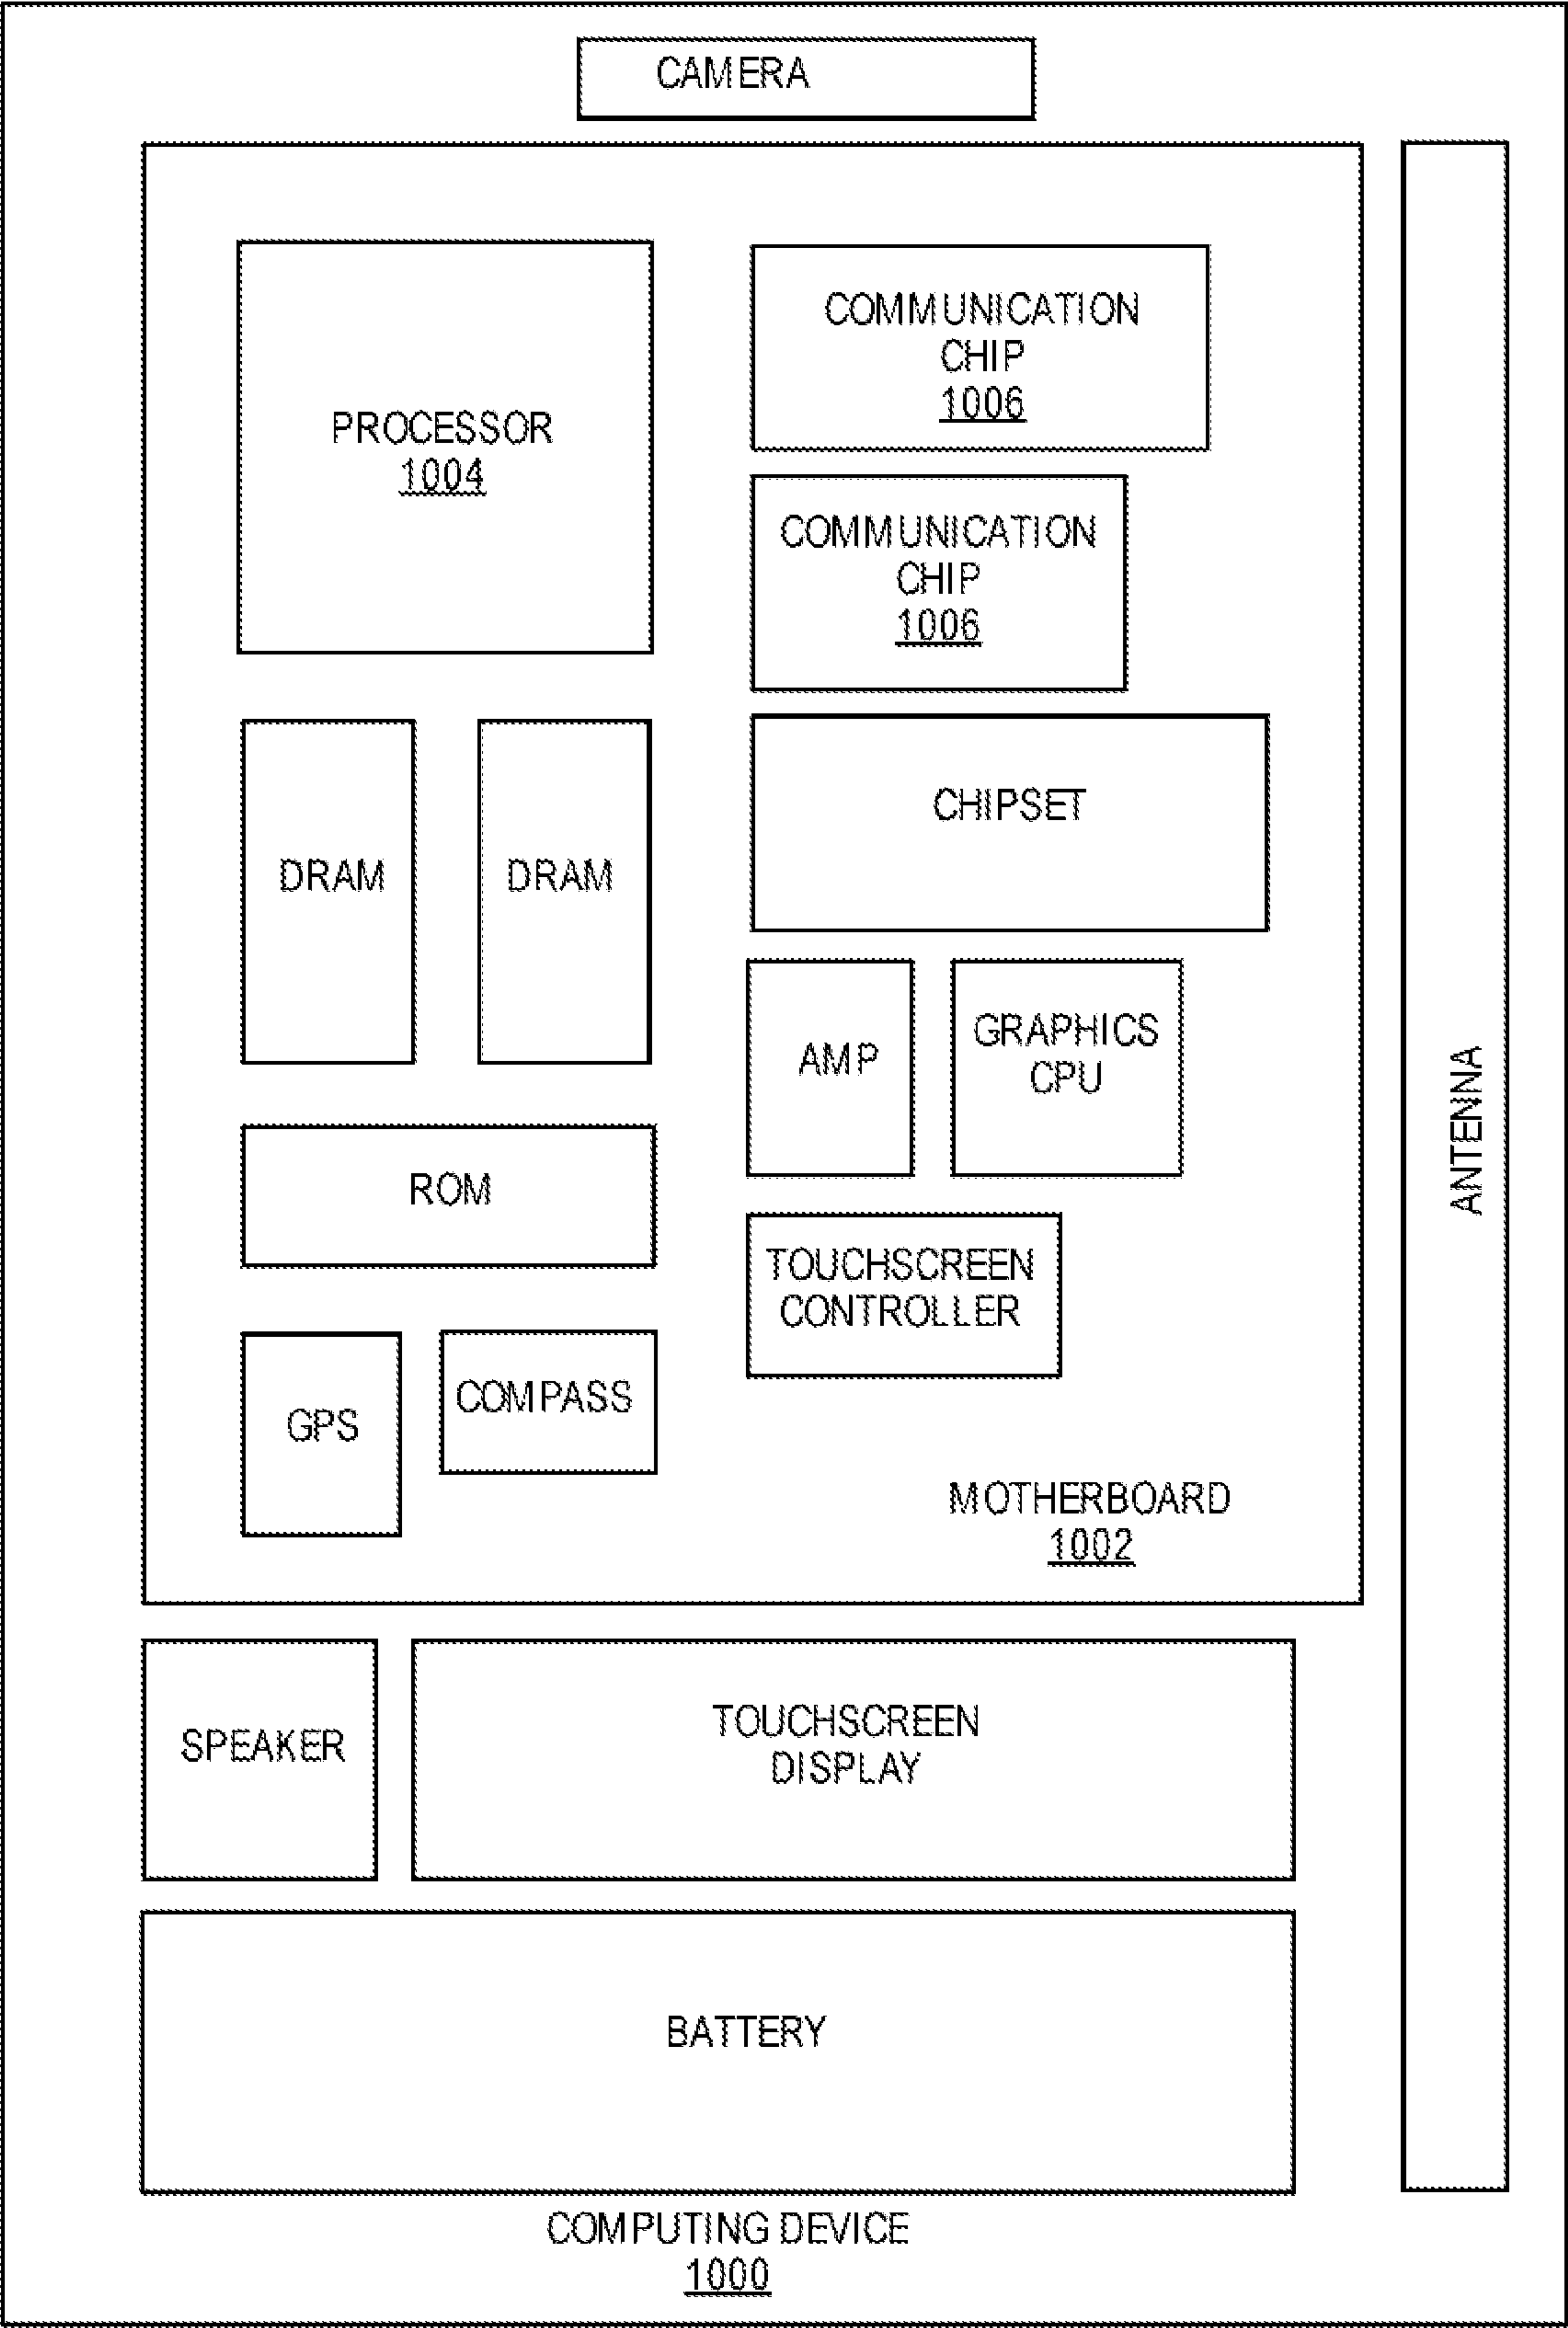 CAMERA
PROCESSOR
1004
COMMUNICATION
CHIP
1006
COMMUNICATION
CHIP
1006
DRAM
DRAM
CHIPSET
AMP
GRAPHICS
CPU
ROM
TOUCHSCREEN
CONTROLLER
GPS
COMPASS
MOTHERBOARD
1002
ANTENNA
SPEAKER
TOUCHSCREEN
DISPLAY
BATTERY
COMPUTING DEVICE
1000